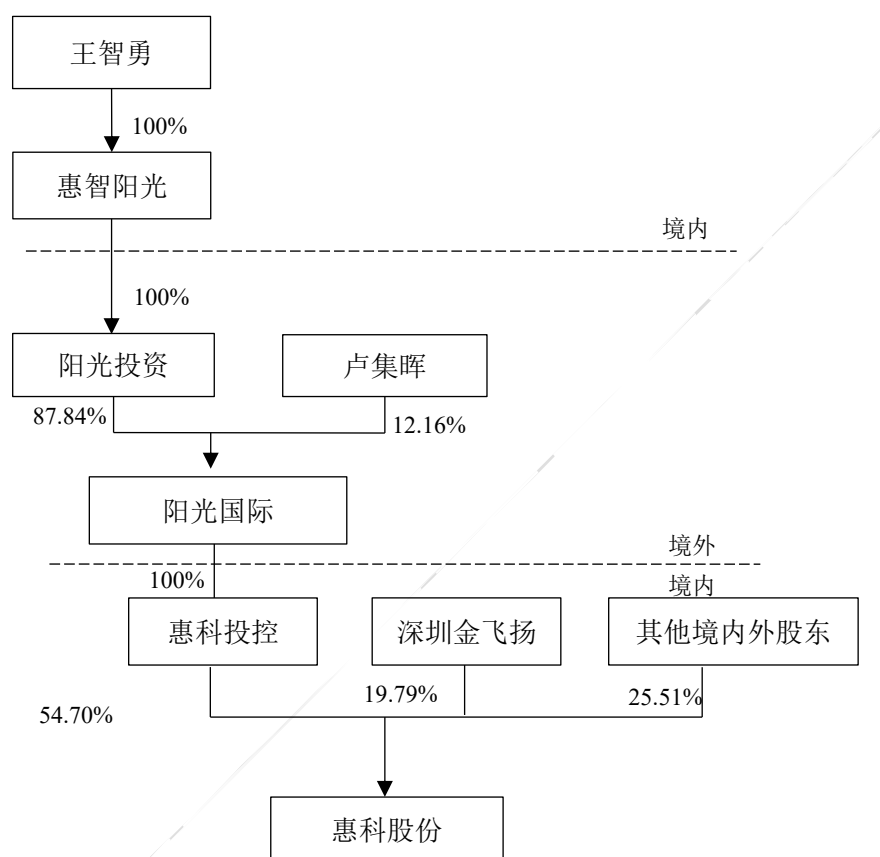 王智勇
100%
惠智阳光
境内
100%
阳光投资
卢集晖
87.84%
12.16%
阳光国际
境外
100%
境内
惠科投控
深圳金飞扬
其他境内外股东
54.70%
19.79%
25.51%
惠科股份